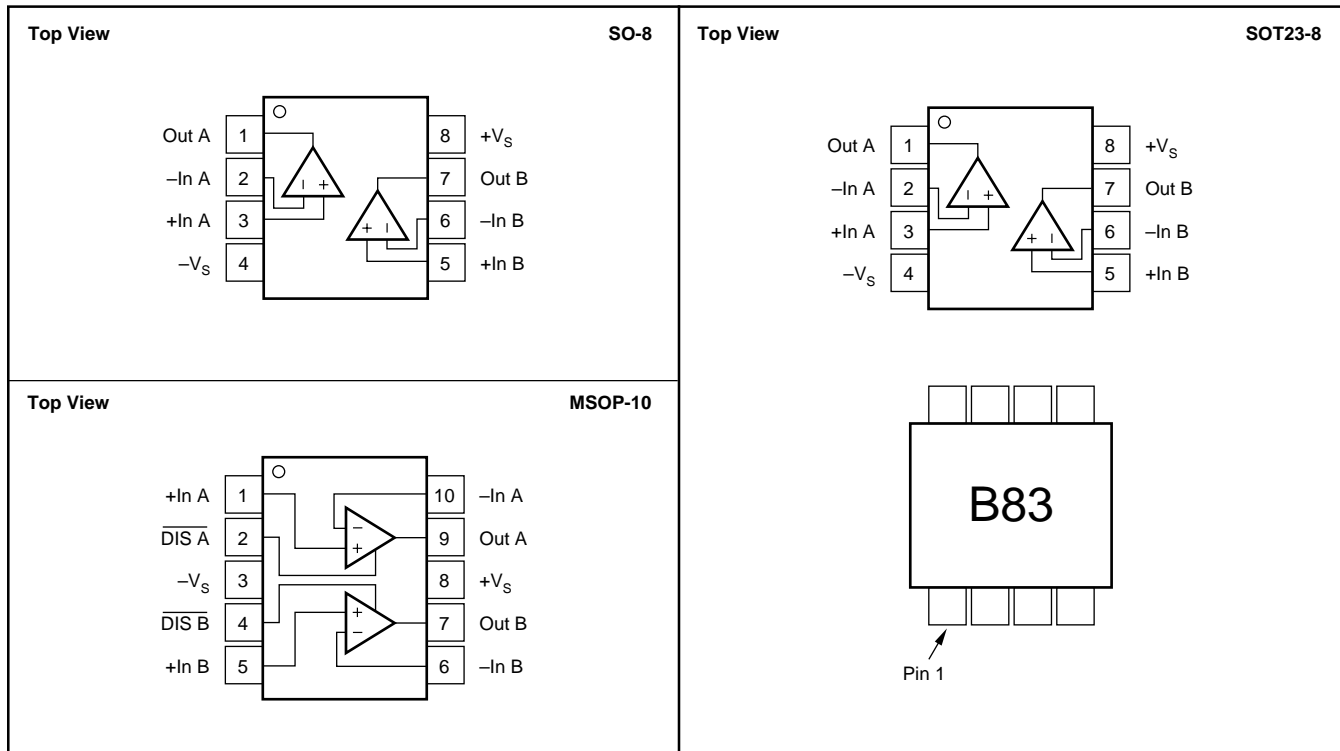 Top View SO-8
Out A 1 8 +VS
–In A 2 7 Out B
+In A 3 6 –In B
–VS 4 5 +In B
Top View MSOP-10
+In A 1 10 –In A
DIS A 2 9 Out A
–VS 3 8 +VS
DIS B 4 7 Out B
+In B 5 6 –In B
Top View SOT23-8
Out A 1 8 +VS
–In A 2 7 Out B
+In A 3 6 –In B
–VS 4 5 +In B
B83
Pin 1